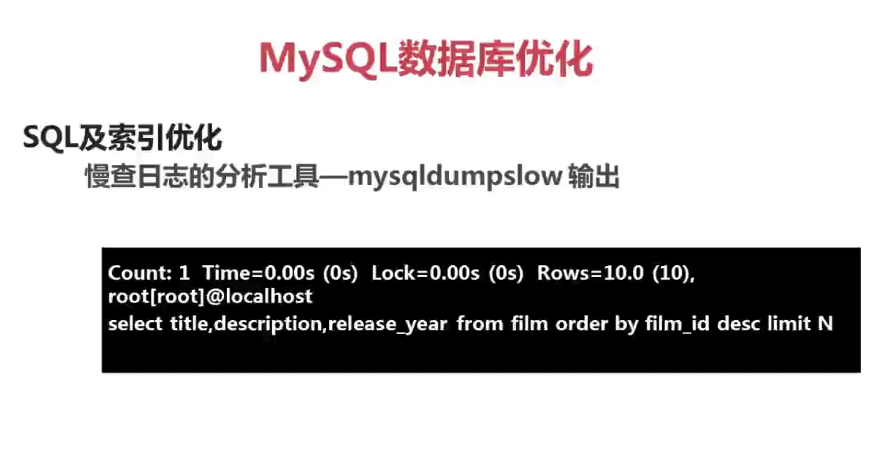 MySQL数据库优化
SQL及索引优化
慢查日志的分析工具—mysqldumpslow 输出
Count: 1 Time=0.00s (0s) Lock=0.00s (0s) Rows=10.0 (10),
root[root]@localhost
select title,description,release_year from film order by film_id desc limit N